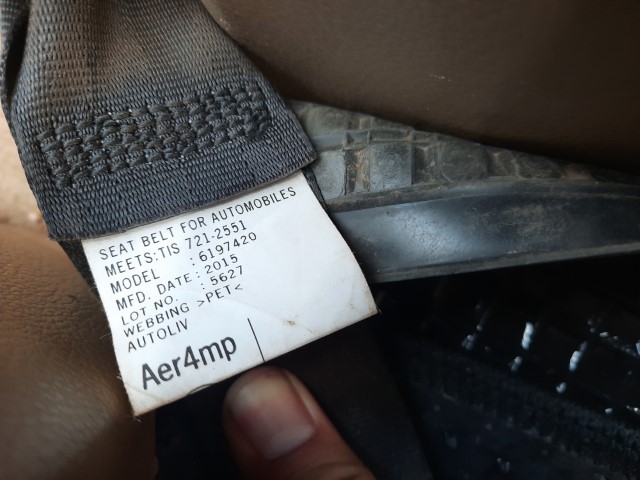 SEAT BELT FOR AUTOMOBILES
MEETS:TIS 721-2551
MODEL : 6197420
MFD. DATE : 2015
LOT NO. : 5627
WEBBING >PET<
AUTOLIV
Aer4mp